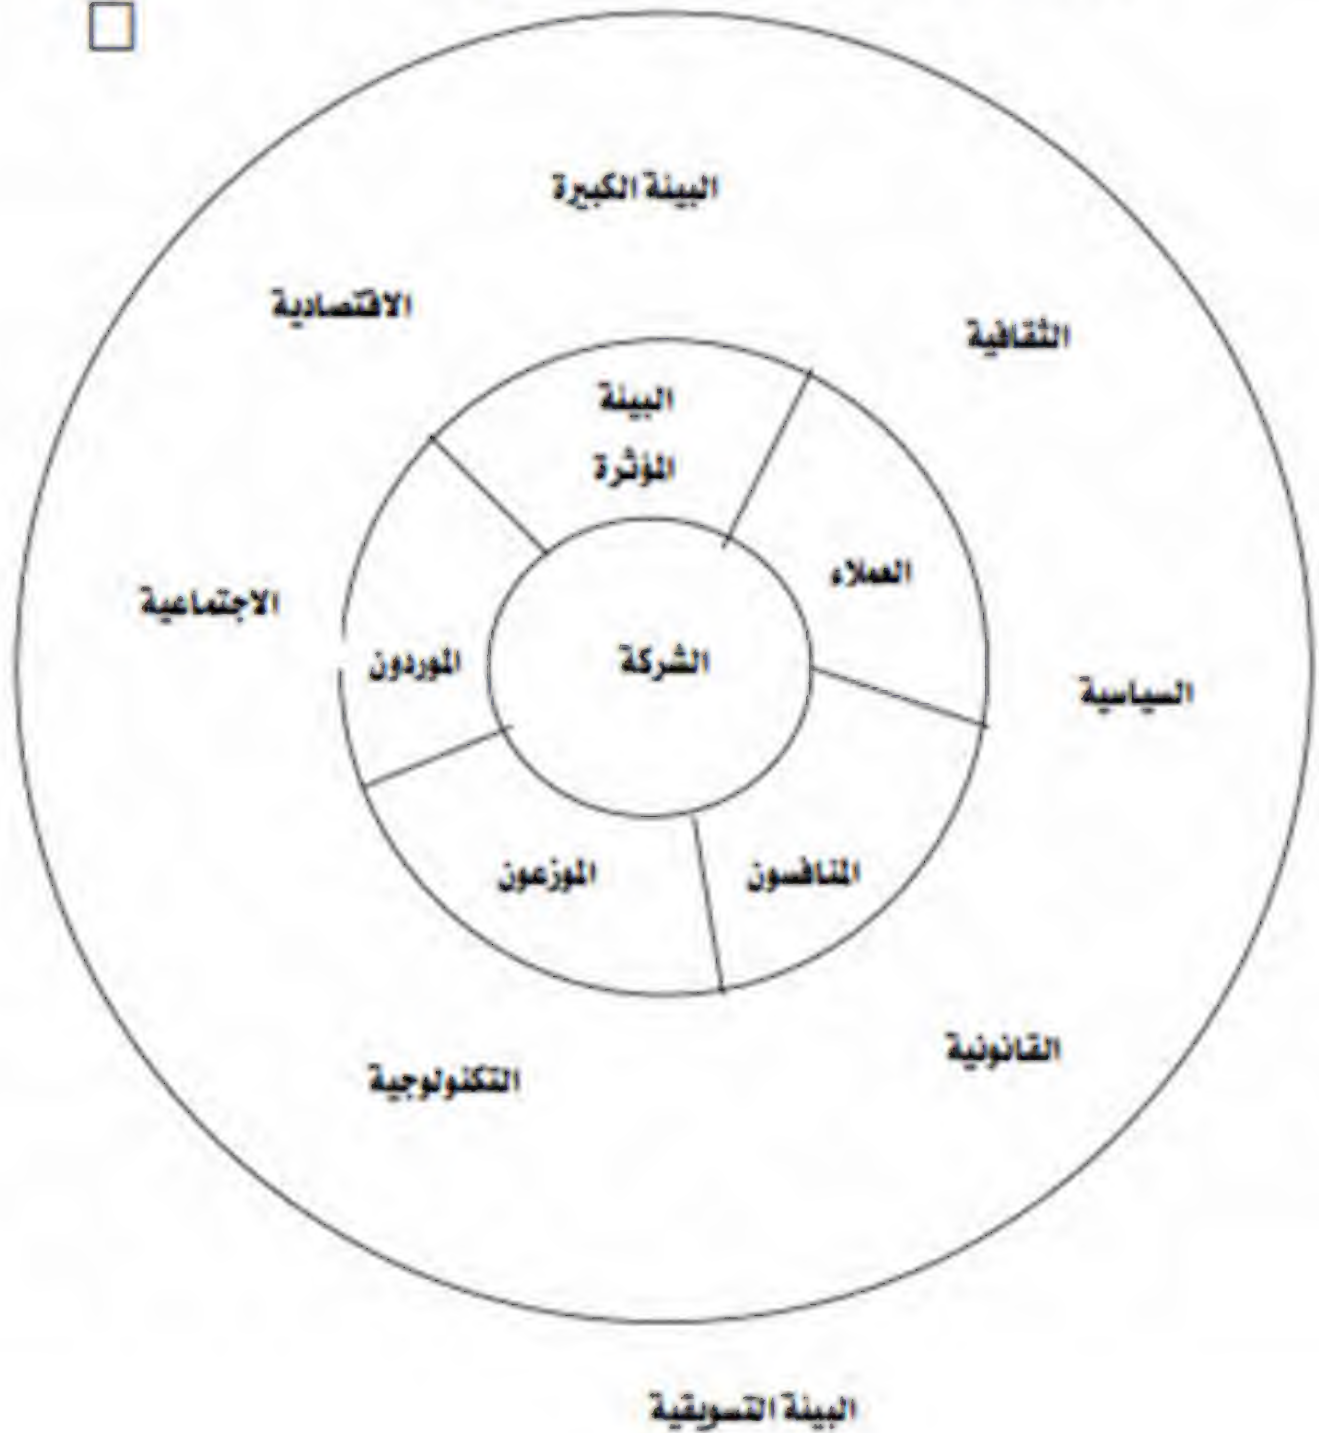 البيئة الكبيرة
الثقافية
الاقتصادية
البيئة
المؤثرة
العملاء
الاجتماعية
الموردون
الشركة
السياسية
المنافسون
الموزعون
القانونية
التكنولوجية
البيئة التسويقية